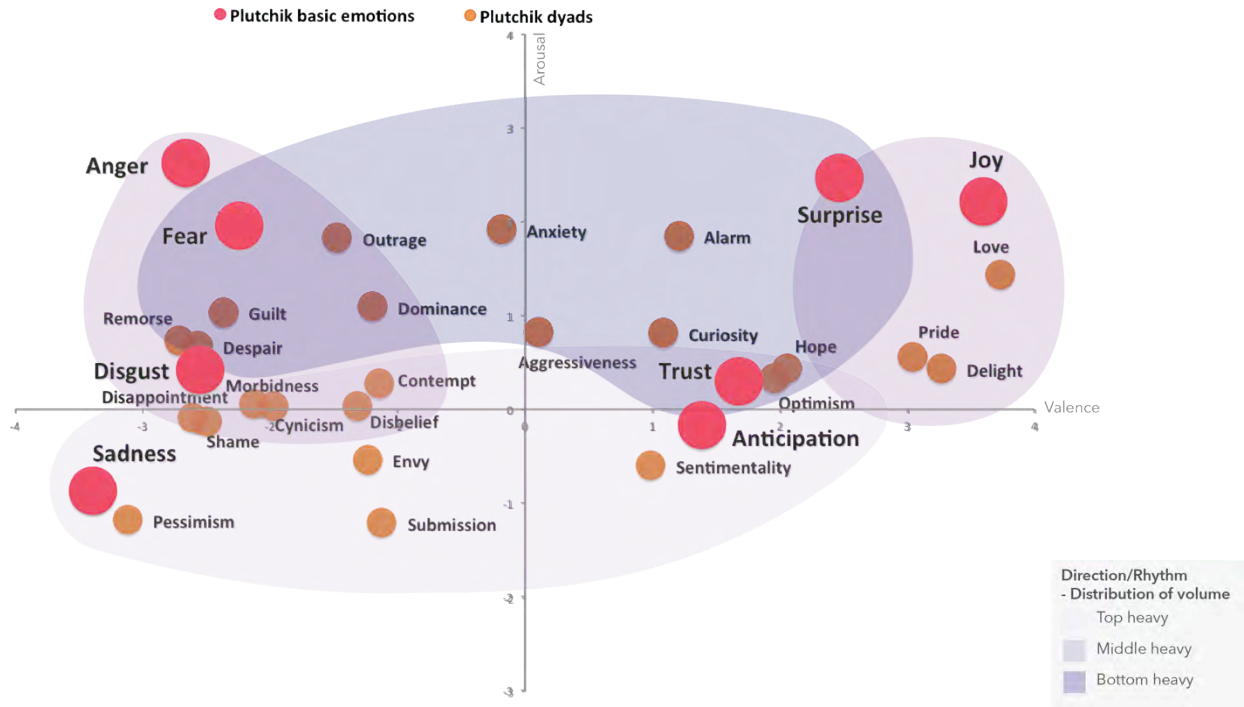 Plutchik basic emotions
Plutchik dyads
4
Arousal
3
Anger
Joy
Surprise
Fear
Outrage
Anxiety
Alarm
Love
Guilt
Dominance
1
Remorse
Despair
Aggressiveness
Curiosity
Hope
Pride
Disgust
Trust
Delight
Morbidness
Contempt
Disappointment
Optimism
0
Valence
-4
-3
-2
-2
0
1
2
3
4
Cynicism
Disbelief
Shame
Anticipation
Sadness
Envy
Sentimentality
-1
Pessimism
Submission
-2
-3
Direction/Rhythm
- Distribution of volume
Top heavy
Middle heavy
Bottom heavy